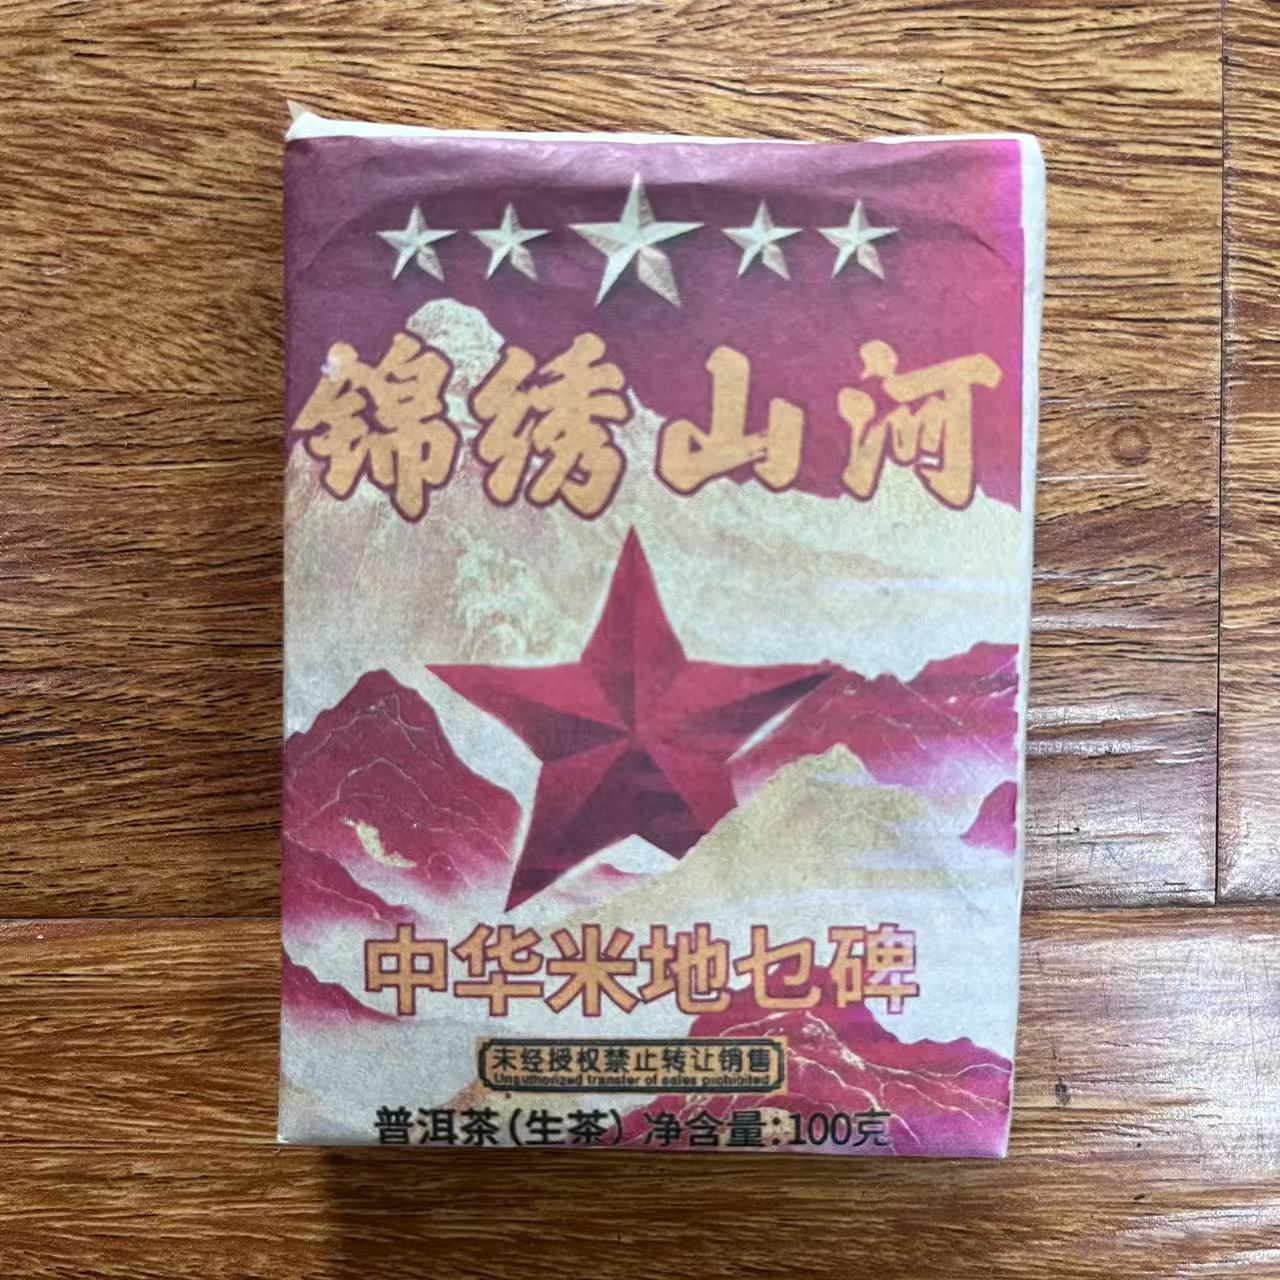 锦绣山河
中华米地乜碑
未经授权禁止转让销售
Unauthorized transfer of sales prohibited
普洱茶(生茶) 净含量:100克